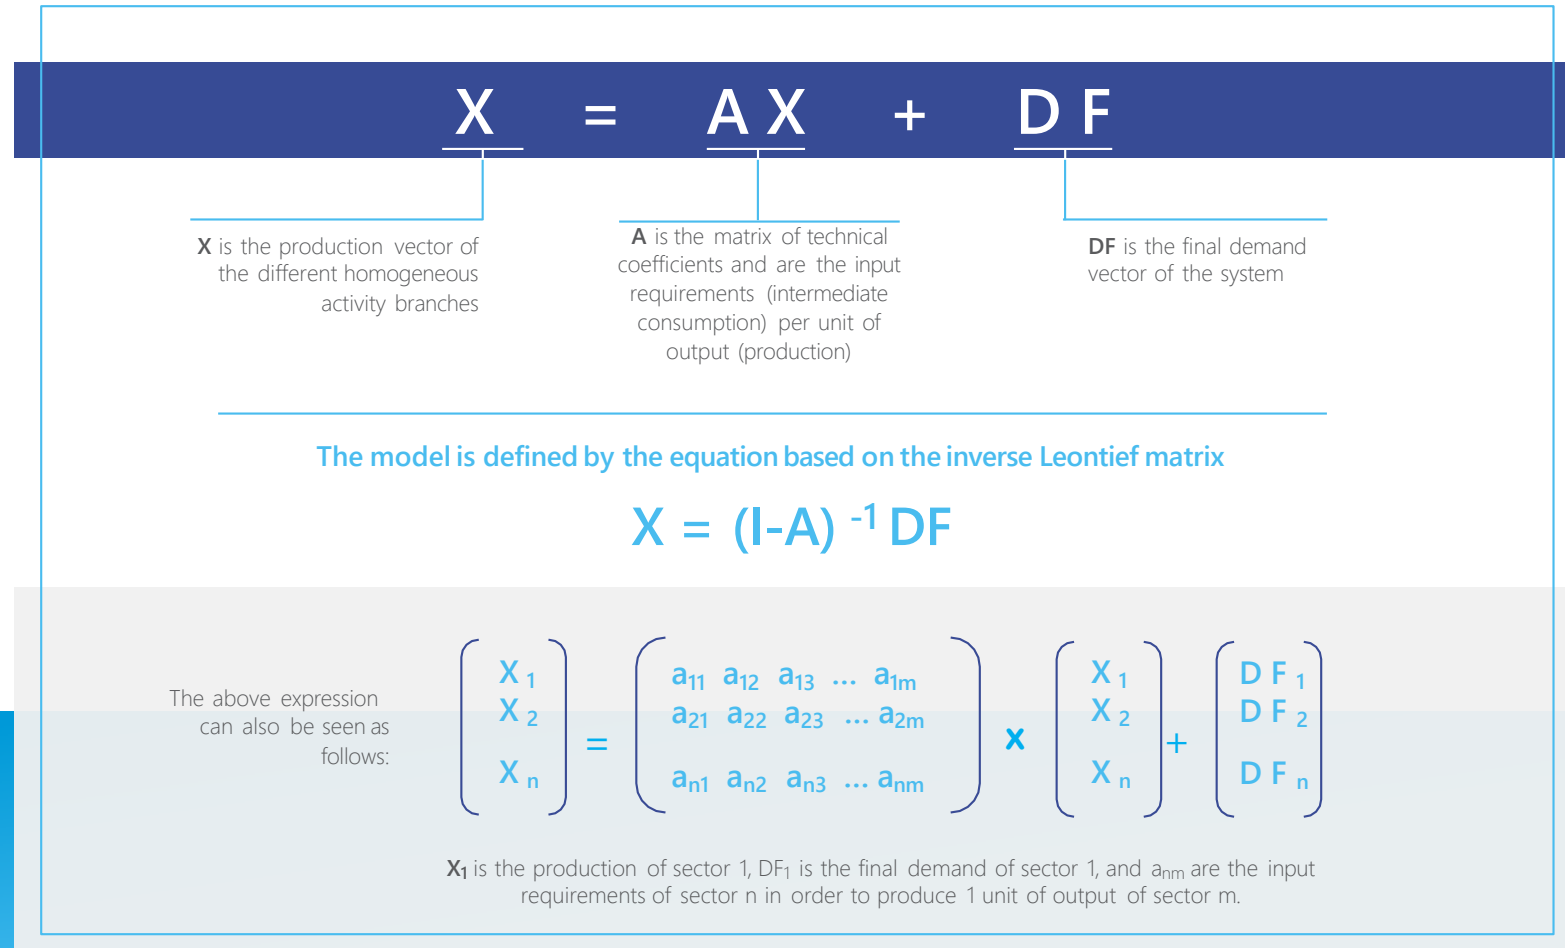 X = A X + D F
X is the production vector of
the different homogeneous
activity branches
A is the matrix of technical
coefficients and are the input
requirements (intermediate
consumption) per unit of
output (production)
DF is the final demand
vector of the system
The model is defined by the equation based on the inverse Leontief matrix
X = (I-A) -1 DF
The above expression
can also be seen as
follows:
X 1
X 2
X n
=
a11 a12 a13 ... a1m
a21 a22 a23 ... a2m
an1 an2 an3 ... anm
x
X 1
X 2
X n
+
D F 1
D F 2
D F n
X1 is the production of sector 1, DF1 is the final demand of sector 1, and anm are the input
requirements of sector n in order to produce 1 unit of output of sector m.